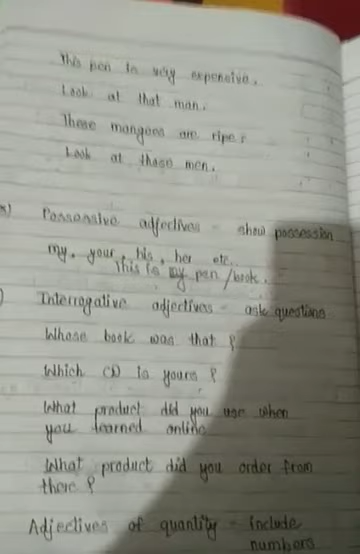 This pen is very expensive.
Look at that man.
These mangoes are ripe.
Look at those men.
) Possessive adjectives - show possession
my, your, his, her etc.
This is my pen/book.
) Interrogative adjectives - ask questions
Whose book was that ?
Which CD is yours ?
What product did you use when
you learned online
What product did you order from
there ?
Adjectives of quantity - include
numbers